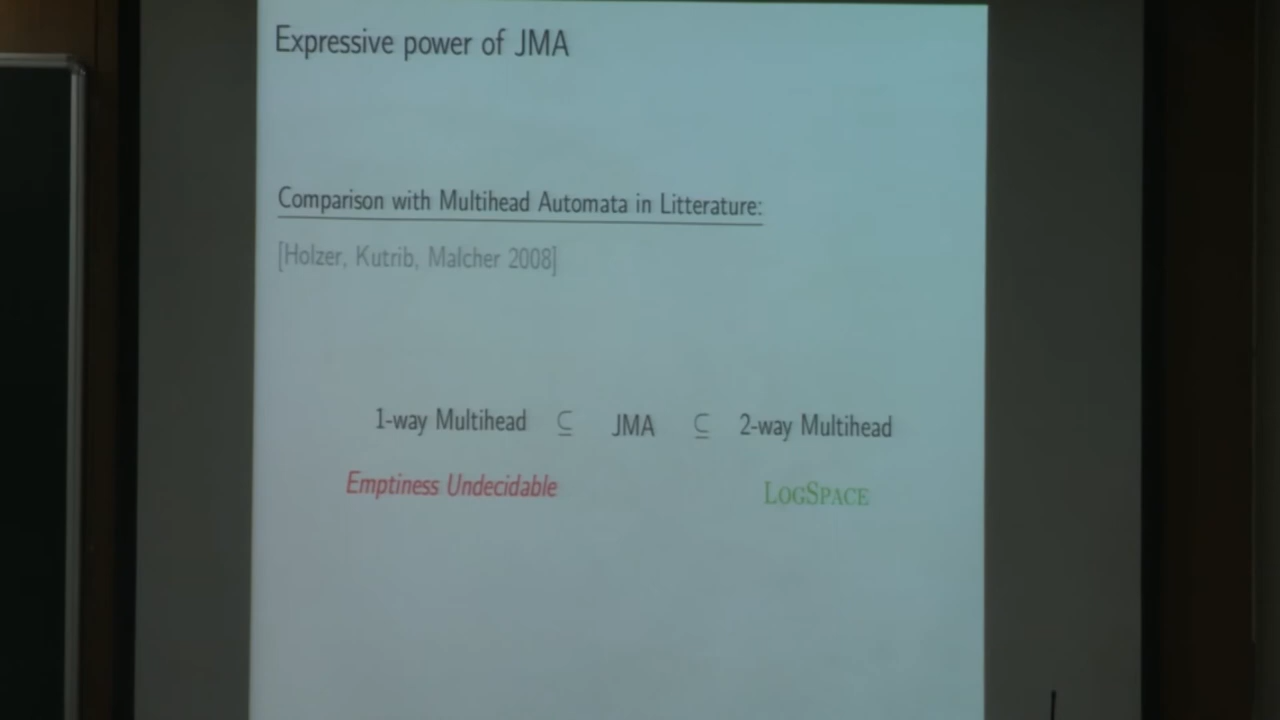 Expressive power of JMA
Comparison with Multihead Automata in Litterature:
[Holzer, Kutrib, Malcher 2008]
1-way Multihead ⊆ JMA ⊆ 2-way Multihead
Emptiness Undecidable LOGSPACE